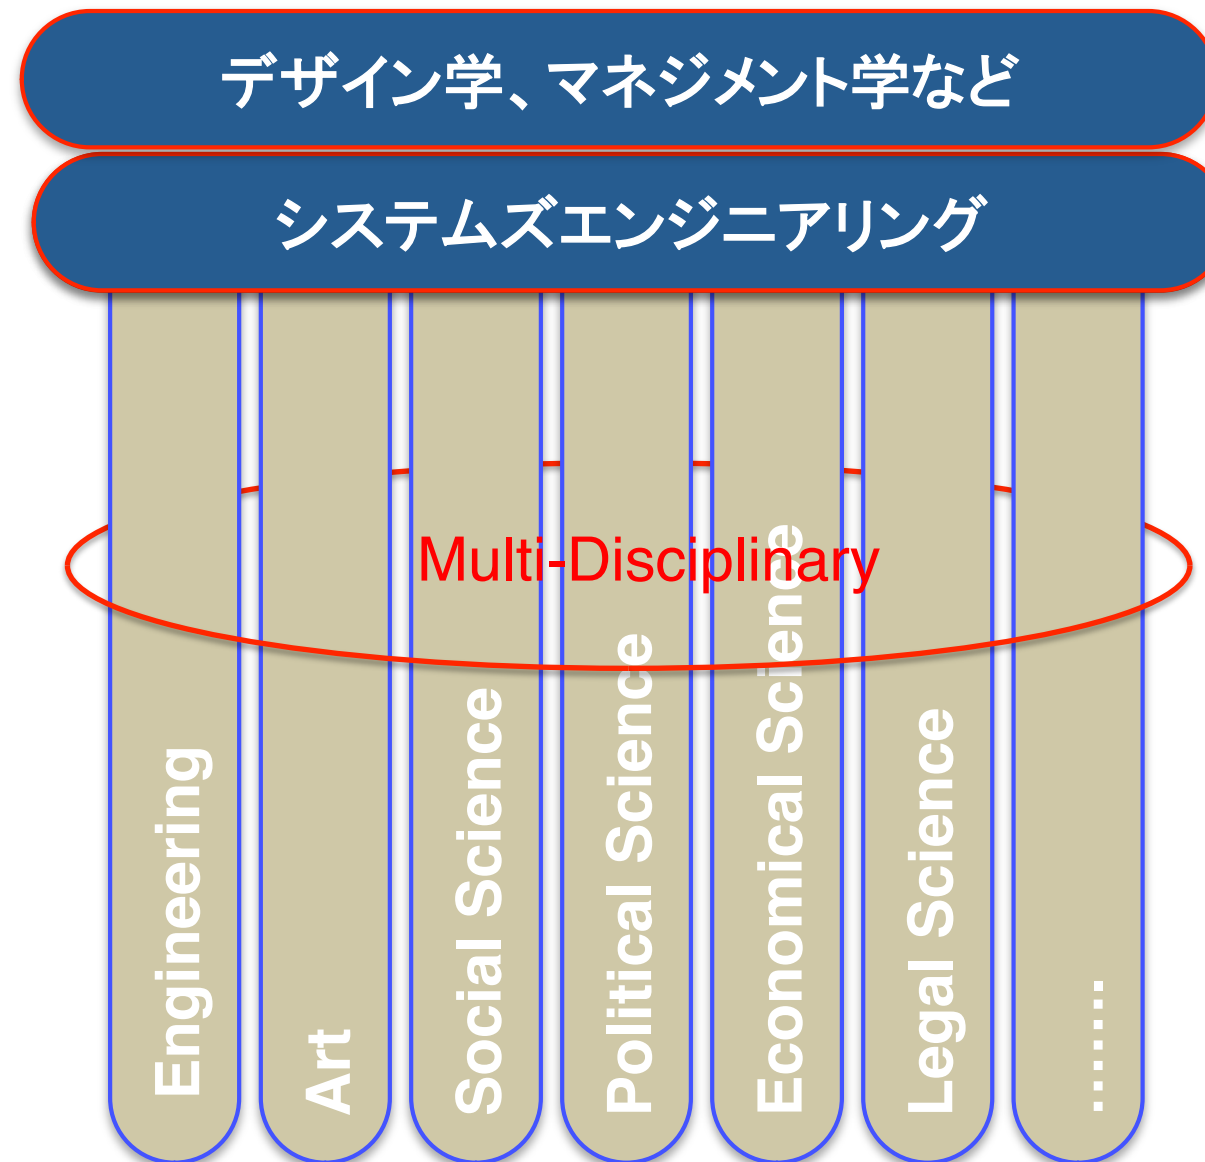 デザイン学、マネジメント学など
システムズエンジニアリング
Multi-Disciplinary
Engineering
Art
Social Science
Political Science
Economical Science
Legal Science
........